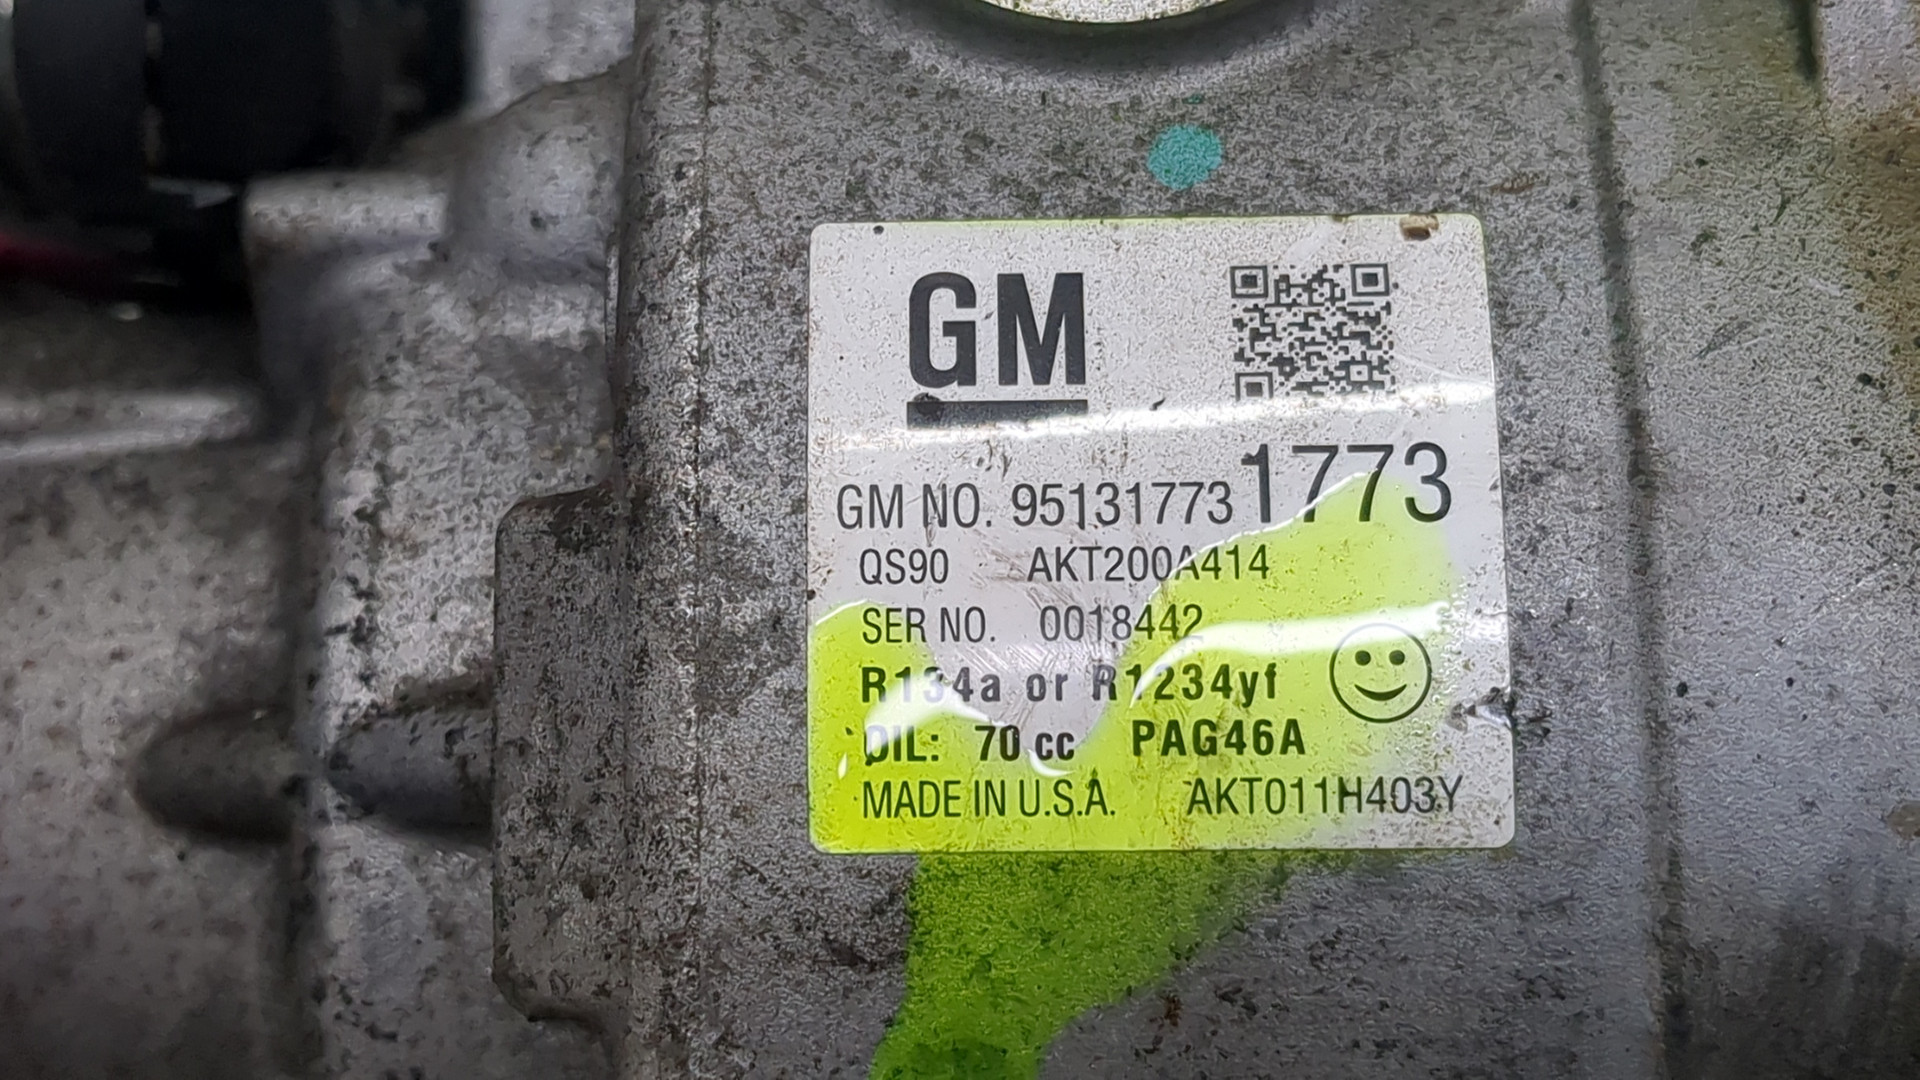 GM
GM NO. 95131773 1773
QS90 AKT200A414
SER NO. 0018442
R134a or R1234yf
OIL: 70 cc PAG46A
MADE IN U.S.A. AKT011H403Y